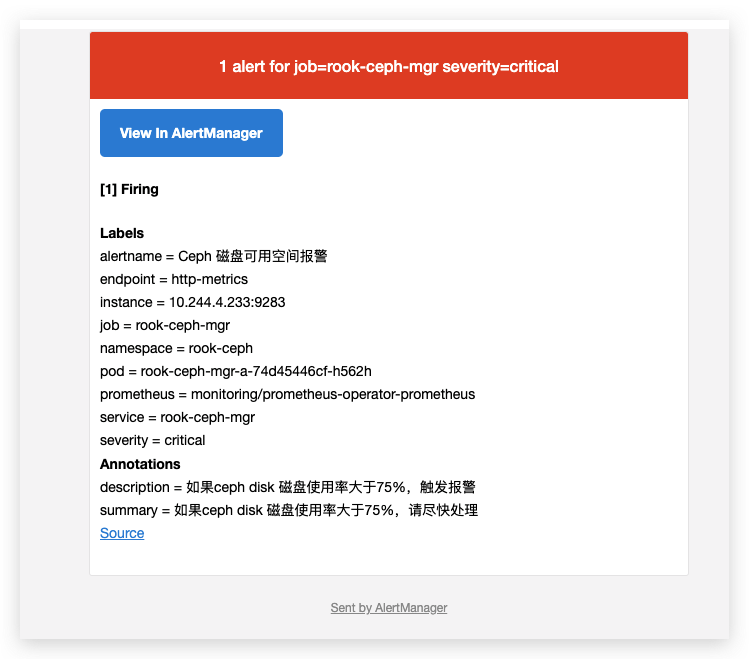 1 alert for job=rook-ceph-mgr severity=critical
View In AlertManager
[1] Firing
Labels
alertname = Ceph 磁盘可用空间报警
endpoint = http-metrics
instance = 10.244.4.233:9283
job = rook-ceph-mgr
namespace = rook-ceph
pod = rook-ceph-mgr-a-74d45446cf-h562h
prometheus = monitoring/prometheus-operator-prometheus
service = rook-ceph-mgr
severity = critical
Annotations
description = 如果ceph disk 磁盘使用率大于75%，触发报警
summary = 如果ceph disk 磁盘使用率大于75%，请尽快处理
Source
Sent by AlertManager